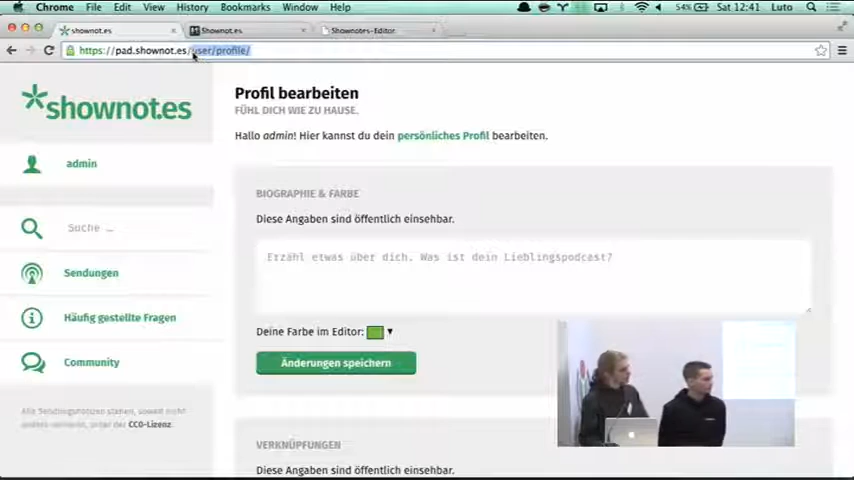 Chrome File Edit View History Bookmarks Window Help 54% Sat 12:41 Luto
shownot.es Shownot.es Shownotes-Editor
https://pad.shownot.es/user/profile/
shownot.es
admin
Suche ...
Sendungen
Häufig gestellte Fragen
Community
Alle Sendungsnotizen stehen, soweit nicht
anders vermerkt, unter der CC0-Lizenz.
Profil bearbeiten
FÜHL DICH WIE ZU HAUSE.
Hallo admin! Hier kannst du dein persönliches Profil bearbeiten.
BIOGRAPHIE & FARBE
Diese Angaben sind öffentlich einsehbar.
Erzähl etwas über dich. Was ist dein Lieblingspodcast?
Deine Farbe im Editor:
Änderungen speichern
VERKNÜPFUNGEN
Diese Angaben sind öffentlich einsehbar.